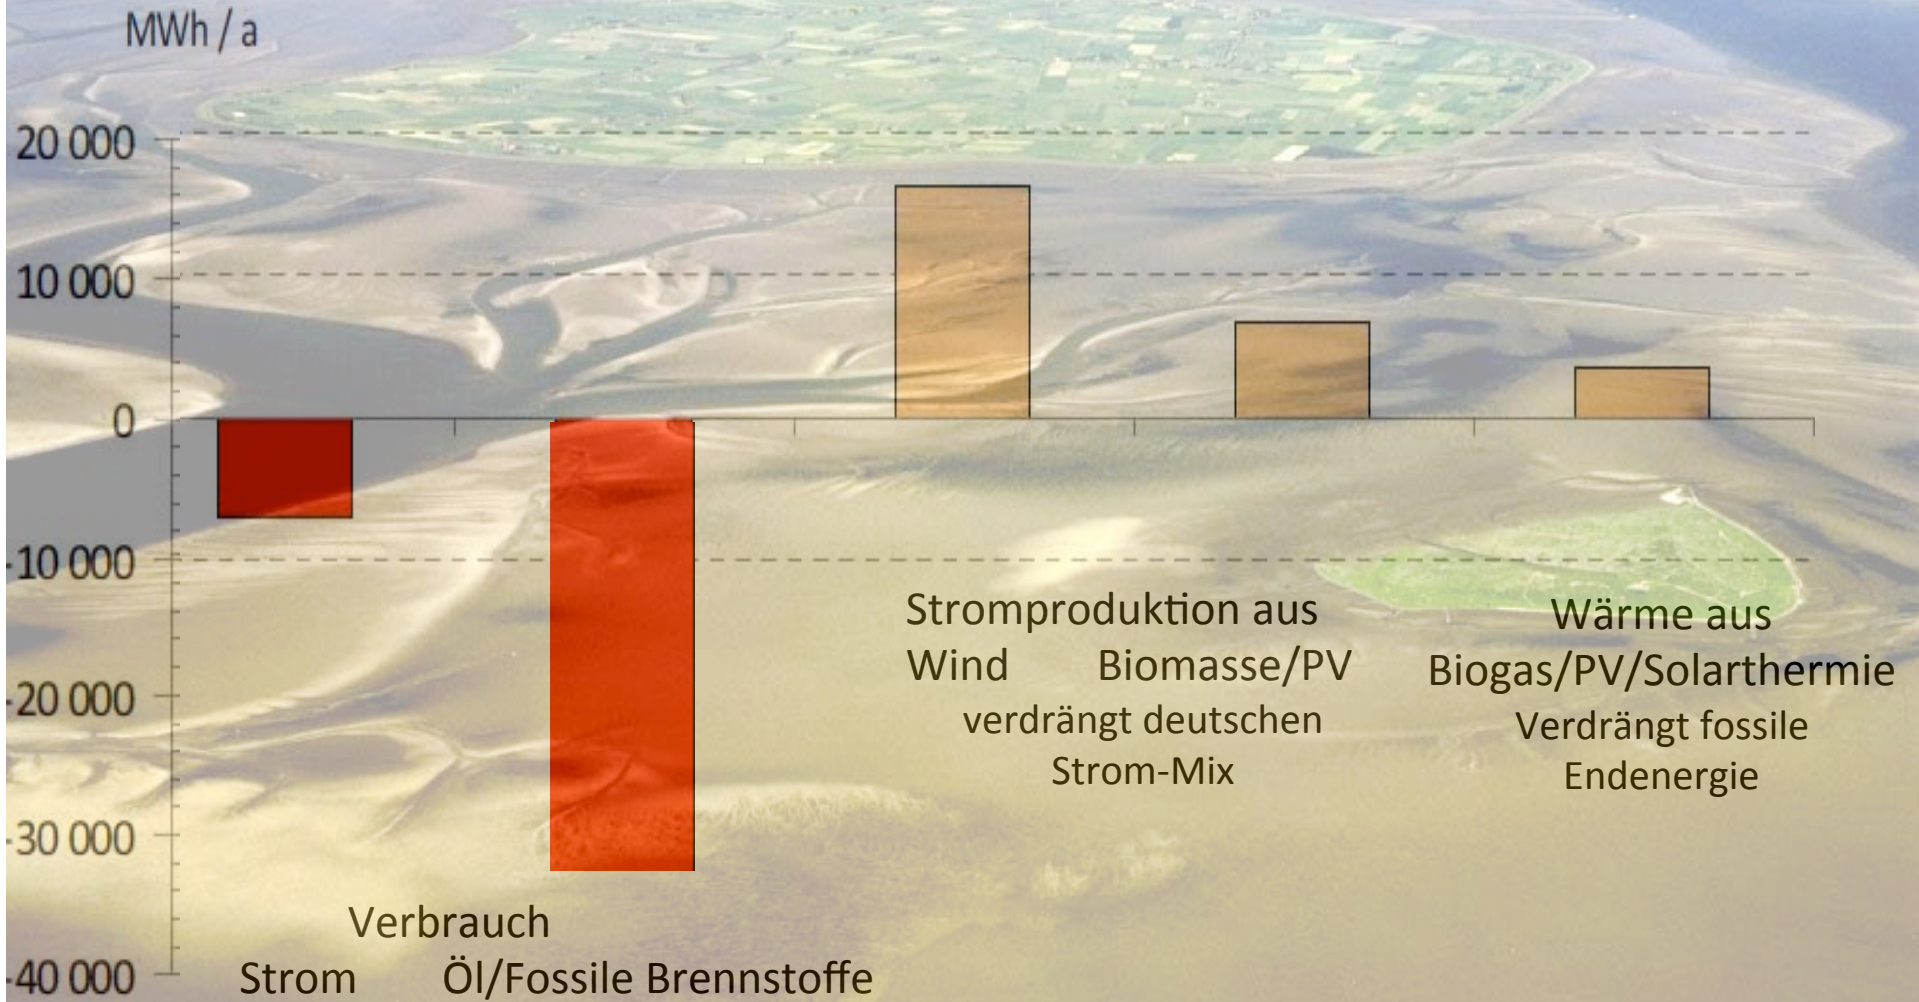 MWh / a
20 000
10 000
0
-10 000
-20 000
-30 000
-40 000
Stromproduktion aus
Wind Biomasse/PV
verdrängt deutschen
Strom-Mix
Wärme aus
Biogas/PV/Solarthermie
Verdrängt fossile
Endenergie
Verbrauch
Strom Öl/Fossile Brennstoffe